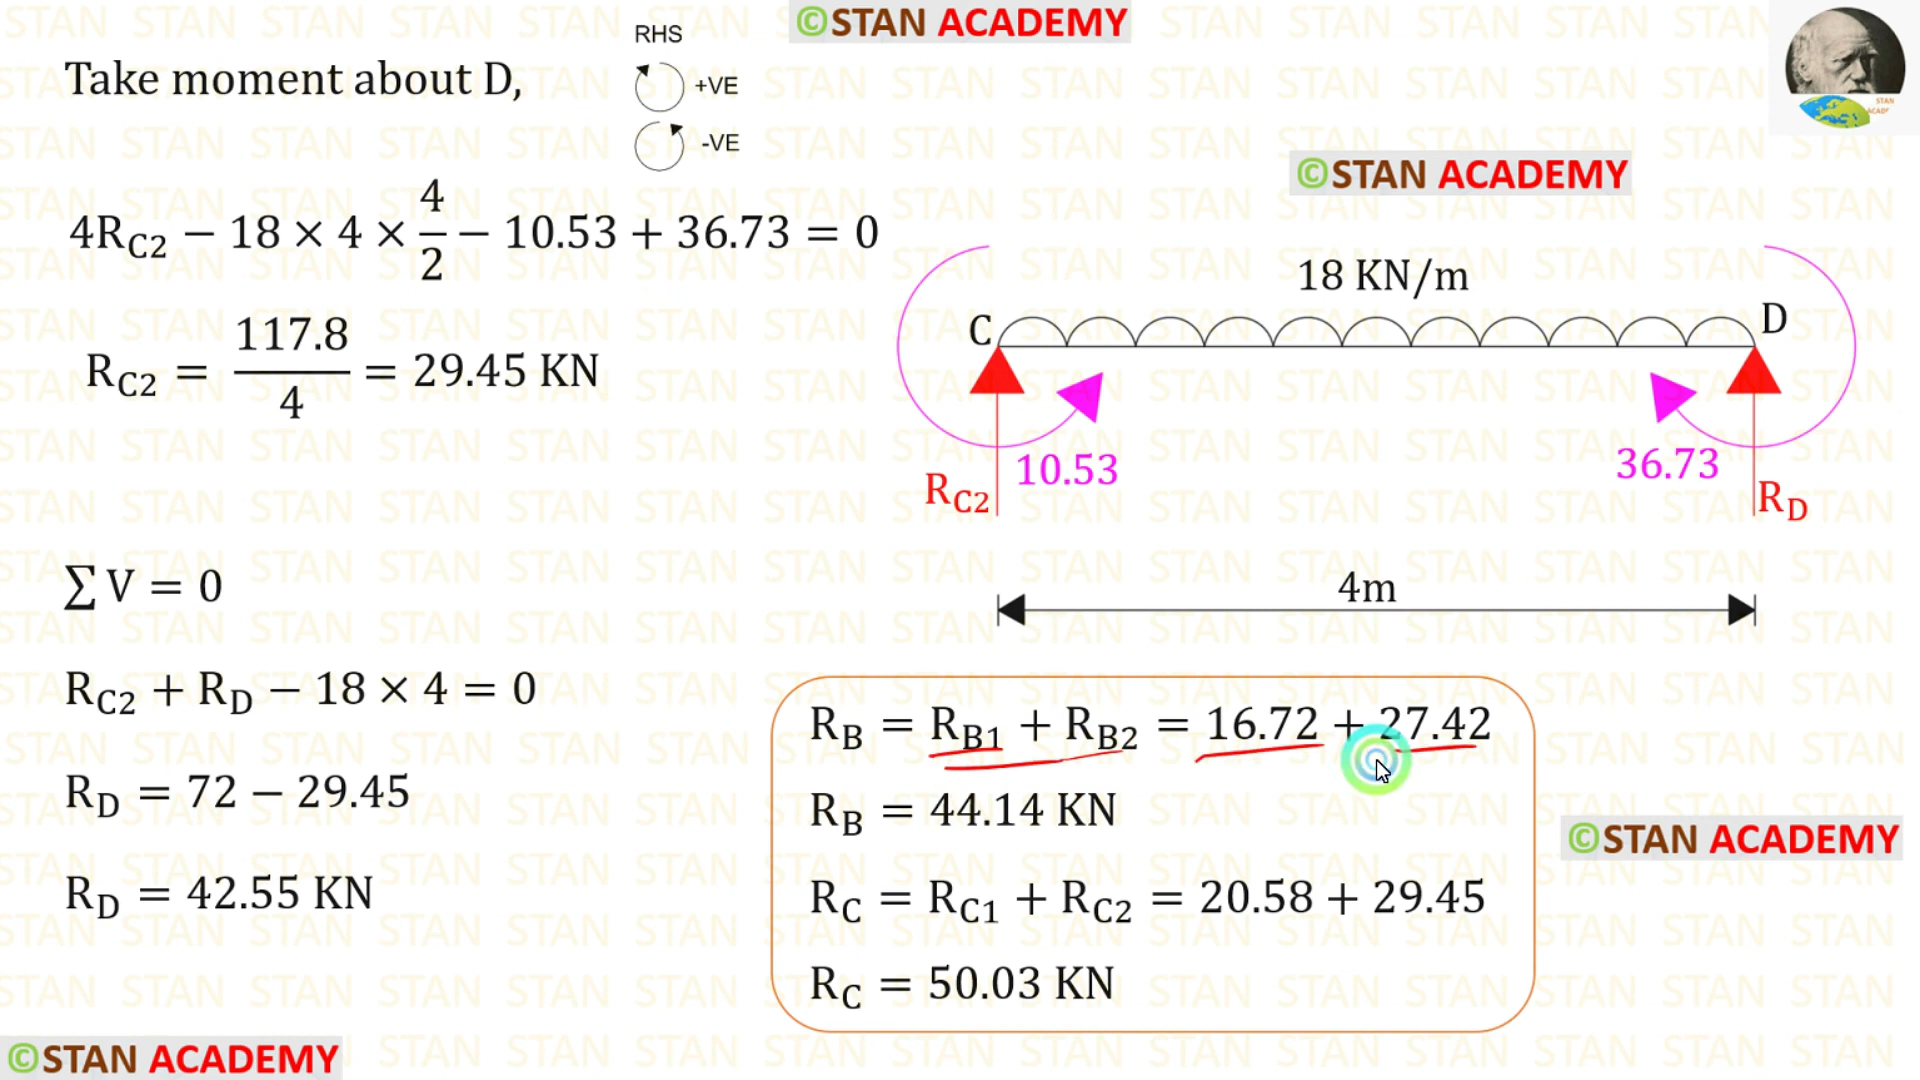 ©STAN ACADEMY
Take moment about D,
RHS
+VE
-VE
STAN
ACADE
©STAN ACADEMY
4R_C2 − 18 × 4 × 4/2 − 10.53 + 36.73 = 0
R_C2 = 117.8/4 = 29.45 KN
18 KN/m
C
D
10.53
36.73
R_C2
R_D
4m
∑ V = 0
R_C2 + R_D − 18 × 4 = 0
R_D = 72 − 29.45
R_D = 42.55 KN
R_B = R_B1 + R_B2 = 16.72 + 27.42
R_B = 44.14 KN
R_C = R_C1 + R_C2 = 20.58 + 29.45
R_C = 50.03 KN
©STAN ACADEMY
©STAN ACADEMY